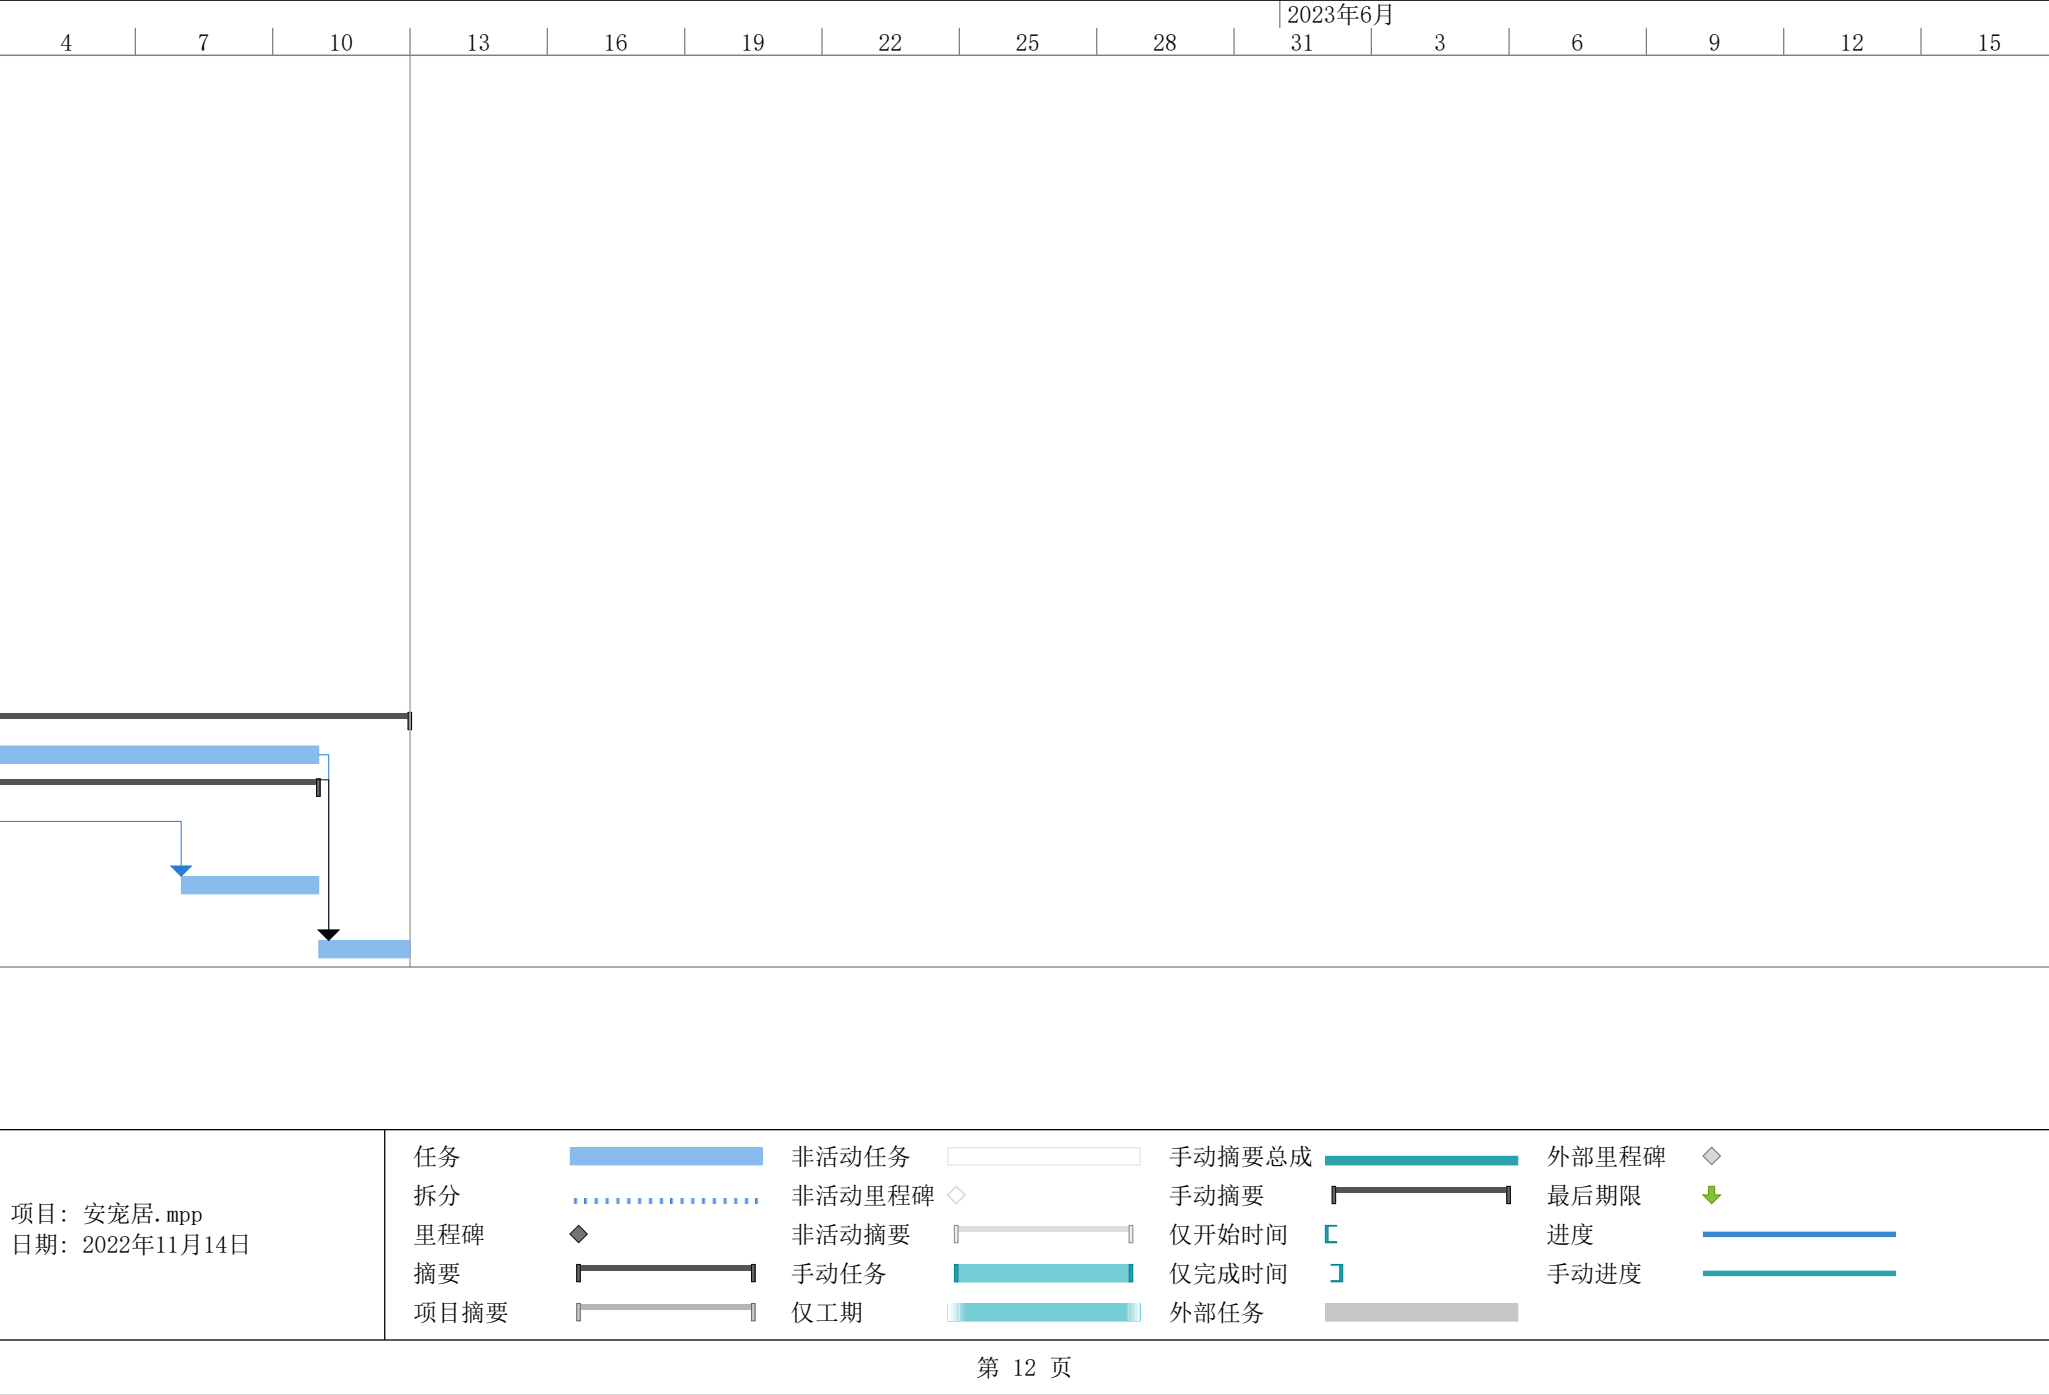 2023年6月
4 7 10 13 16 19 22 25 28 31 3 6 9 12 15
项目: 安宠居.mpp
日期: 2022年11月14日
任务
拆分
里程碑
摘要
项目摘要
非活动任务
非活动里程碑
非活动摘要
手动任务
仅工期
手动摘要总成
手动摘要
仅开始时间
仅完成时间
外部任务
外部里程碑
最后期限
进度
手动进度
第 12 页